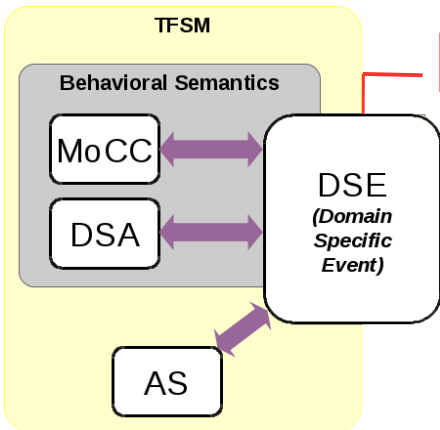 TFSM
Behavioral Semantics
MoCC
DSA
DSE
(Domain
Specific
Event)
AS